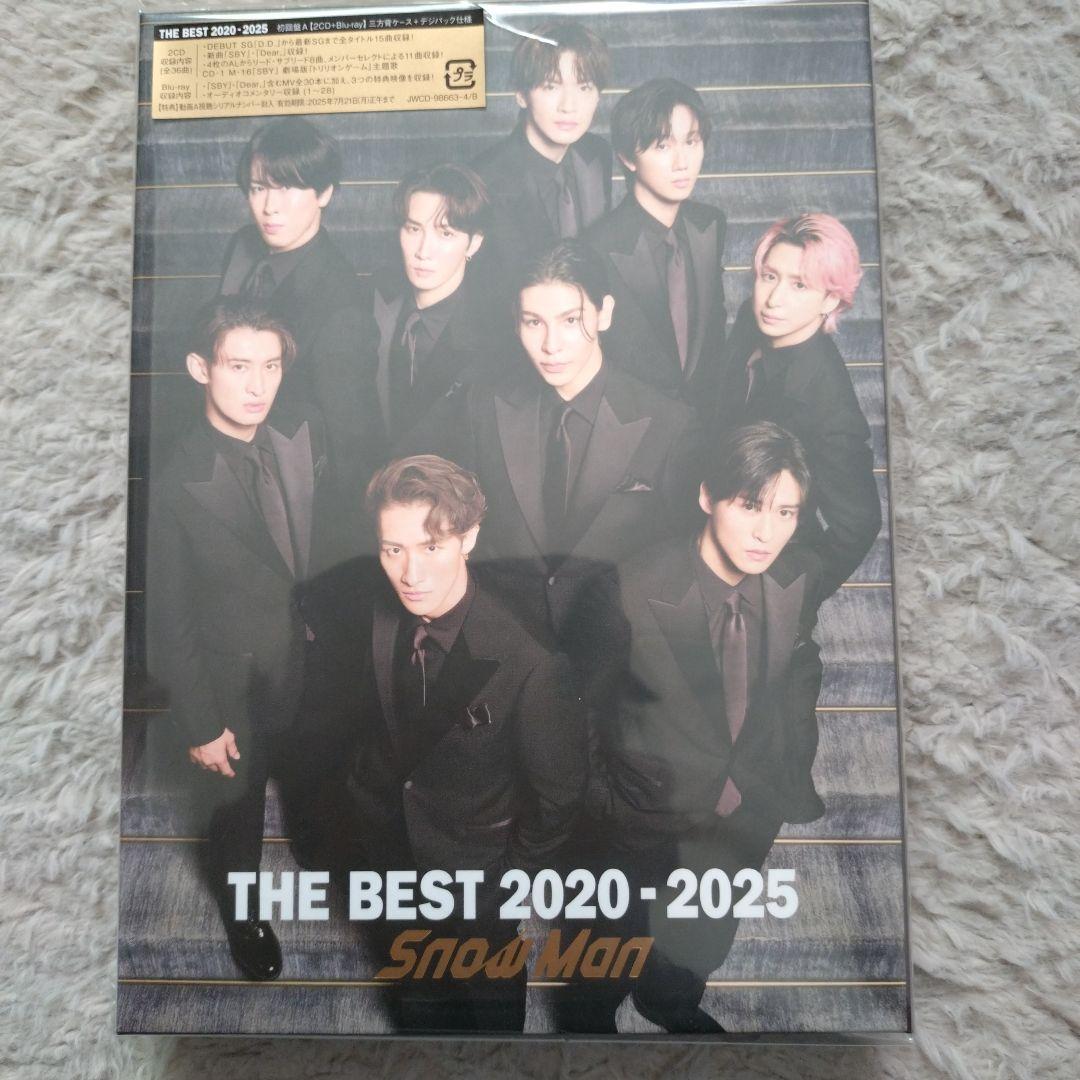 THE BEST 2020-2025 初回盤A【2CD+Blu-ray】三方背ケース+デジパック仕様
2CD
収録内容
(全36曲)
・DEBUT SG「D.D.」から最新SGまで全タイトル15曲収録!
・新曲「SBY」・「Dear,」収録!
・4枚のALからリード・サブリード8曲、メンバーセレクトによる11曲収録!
CD-1 M-16「SBY」 劇場版『トリリオンゲーム』主題歌
Blu-ray
収録内容
・「SBY」・「Dear,」含むMV全30本に加え、3つの特典映像を収録!
・オーディオコメンタリー収録 (1~28)
【特典】動画A視聴シリアルナンバー封入 有効期限:2025年7月21日(月)正午まで
JWCD-98663-4/B
プラ
THE BEST 2020-2025
Snow Man